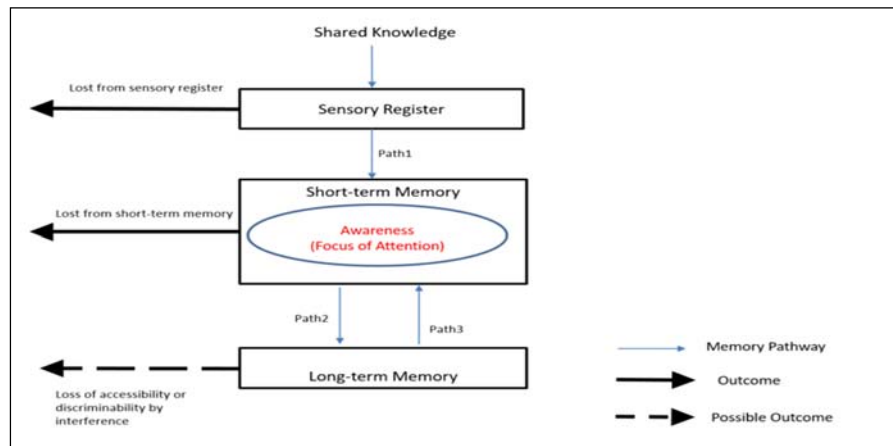 Shared Knowledge
Lost from sensory register
Sensory Register
Path1
Short-term Memory
Lost from short-term memory
Awareness
(Focus of Attention)
Path2
Path3
Memory Pathway
Long-term Memory
Outcome
Loss of accessibility or
discriminability by
interference
Possible Outcome